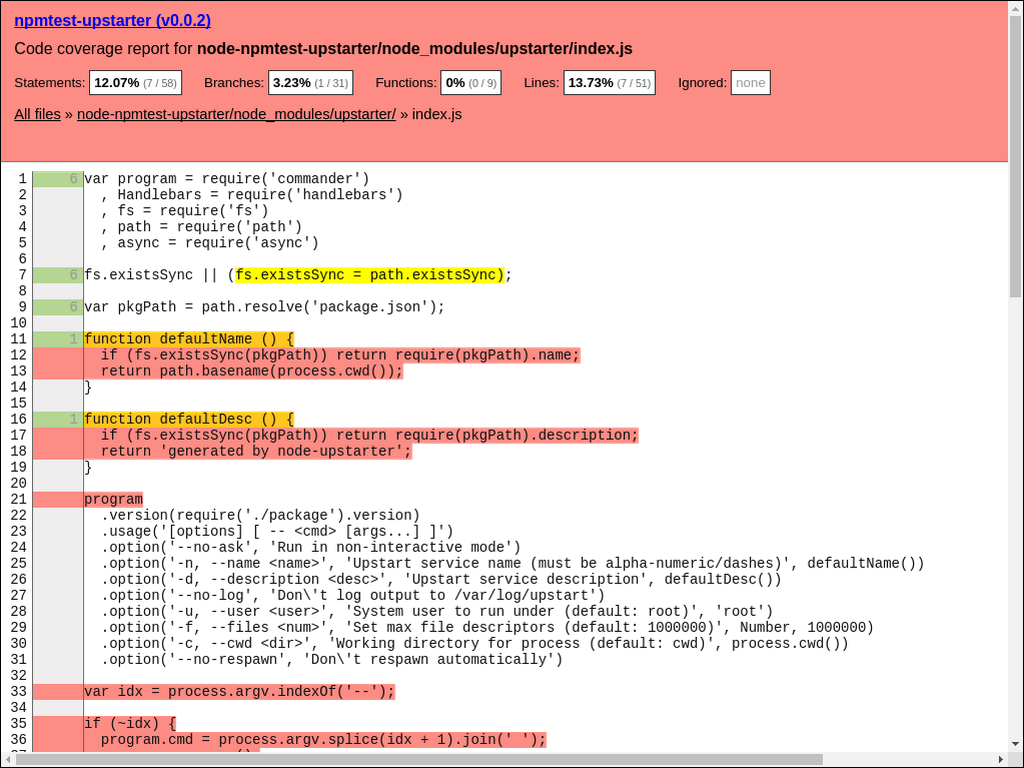 npmtest-upstarter (v0.0.2)
Code coverage report for node-npmtest-upstarter/node_modules/upstarter/index.js
Statements: 12.07% (7 / 58) Branches: 3.23% (1 / 31) Functions: 0% (0 / 9) Lines: 13.73% (7 / 51) Ignored: none
All files » node-npmtest-upstarter/node_modules/upstarter/ » index.js
1 6 var program = require('commander')
2 , Handlebars = require('handlebars')
3 , fs = require('fs')
4 , path = require('path')
5 , async = require('async')
6
7 6 fs.existsSync || (fs.existsSync = path.existsSync);
8
9 6 var pkgPath = path.resolve('package.json');
10
11 1 function defaultName () {
12 if (fs.existsSync(pkgPath)) return require(pkgPath).name;
13 return path.basename(process.cwd());
14 }
15
16 1 function defaultDesc () {
17 if (fs.existsSync(pkgPath)) return require(pkgPath).description;
18 return 'generated by node-upstarter';
19 }
20
21 program
22 .version(require('./package').version)
23 .usage('[options] [ -- <cmd> [args...] ]')
24 .option('--no-ask', 'Run in non-interactive mode')
25 .option('-n, --name <name>', 'Upstart service name (must be alpha-numeric/dashes)', defaultName())
26 .option('-d, --description <desc>', 'Upstart service description', defaultDesc())
27 .option('--no-log', 'Don\'t log output to /var/log/upstart')
28 .option('-u, --user <user>', 'System user to run under (default: root)', 'root')
29 .option('-f, --files <num>', 'Set max file descriptors (default: 1000000)', Number, 1000000)
30 .option('-c, --cwd <dir>', 'Working directory for process (default: cwd)', process.cwd())
31 .option('--no-respawn', 'Don\'t respawn automatically')
32
33 var idx = process.argv.indexOf('--');
34
35 if (~idx) {
36 program.cmd = process.argv.splice(idx + 1).join(' ');